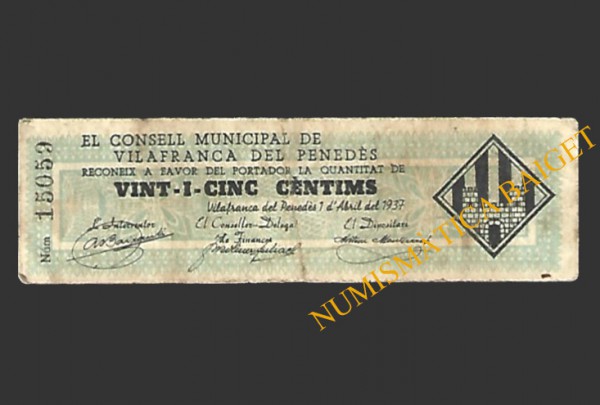 Núm. 15059
EL CONSELL MUNICIPAL DE
VILAFRANCA DEL PENEDÈS
RECONEIX A FAVOR DEL PORTADOR LA QUANTITAT DE
VINT-I-CINC CÈNTIMS
Vilafranca del Penedès 1 d'Abril del 1937
L'Interventor El Conseller-Delegat El Dipositari
de Finances
NUMISMÀTICA BAIGET